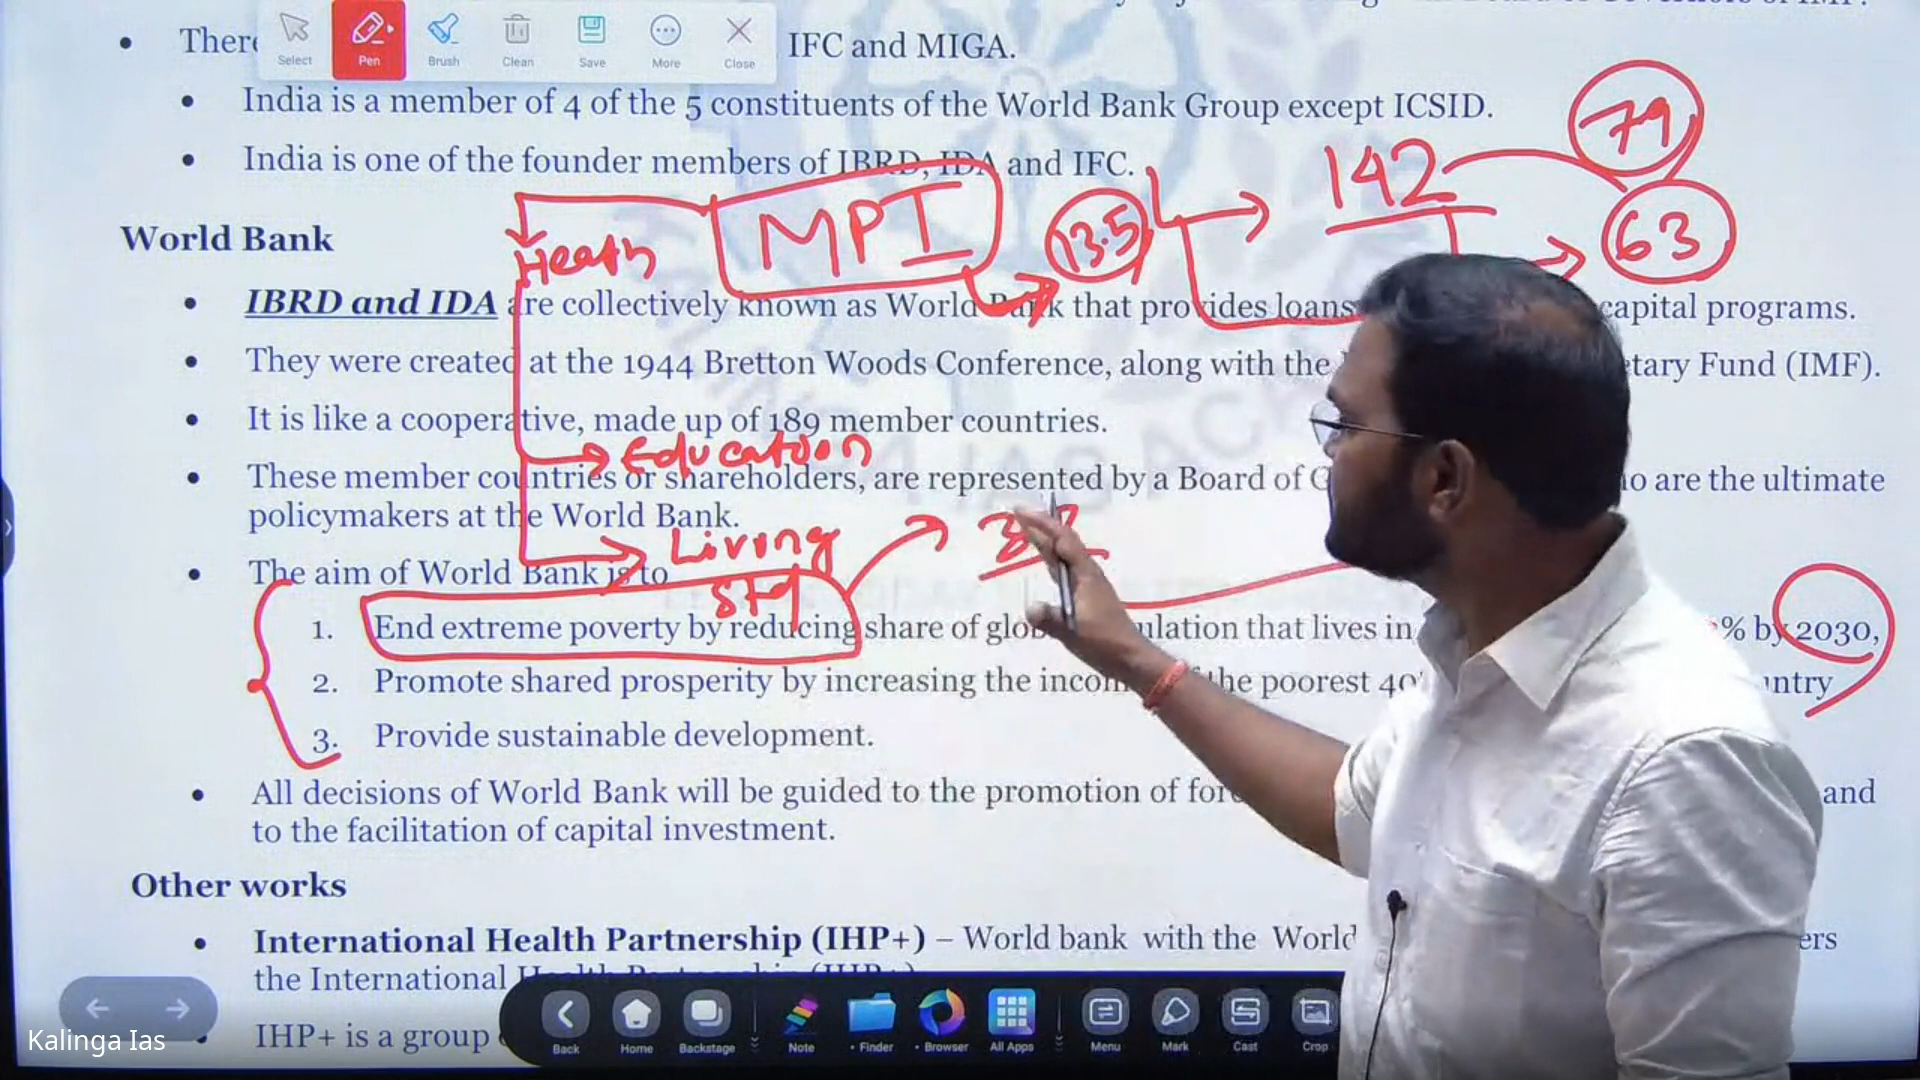 There IFC and MIGA.
Select Pen Brush Clean Save More Close
India is a member of 4 of the 5 constituents of the World Bank Group except ICSID.
India is one of the founder members of IBRD, IDA and IFC.
79
142
MPI
13.5
63
Heath
World Bank
IBRD and IDA are collectively known as World Bank that provides loans capital programs.
They were created at the 1944 Bretton Woods Conference, along with the etary Fund (IMF).
It is like a cooperative, made up of 189 member countries.
Education
These member countries or shareholders, are represented by a Board of G o are the ultimate
policymakers at the World Bank.
Living
Std
The aim of World Bank is to
1. End extreme poverty by reducing share of glob ulation that lives in % by 2030,
2. Promote shared prosperity by increasing the incom the poorest 40 ntry
3. Provide sustainable development.
All decisions of World Bank will be guided to the promotion of for and
to the facilitation of capital investment.
Other works
International Health Partnership (IHP+) – World bank with the World ers
the International Health Partnership (IHP+)
IHP+ is a group
Kalinga Ias
Back Home Backstage Note Finder Browser All Apps Menu Mark Cast Crop